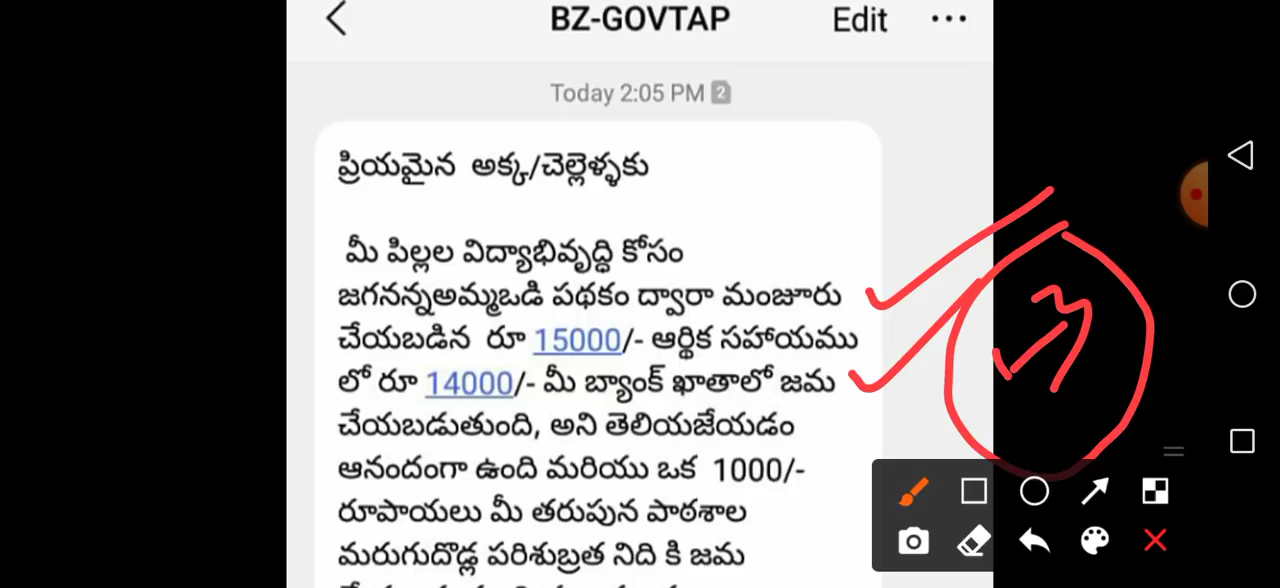 BZ-GOVTAP
Edit
Today 2:05 PM 2
ప్రియమైన అక్క/చెల్లెళ్ళకు
మీ పిల్లల విద్యాభివృద్ధి కోసం
జగనన్నఅమ్మఒడి పథకం ద్వారా మంజూరు
చేయబడిన రూ 15000/- ఆర్థిక సహాయము
లో రూ 14000/- మీ బ్యాంక్ ఖాతాలో జమ
చేయబడుతుంది, అని తెలియజేయడం
ఆనందంగా ఉంది మరియు ఒక 1000/-
రూపాయలు మీ తరుపున పాఠశాల
మరుగుదొడ్ల పరిశుబ్రత నిది కి జమ